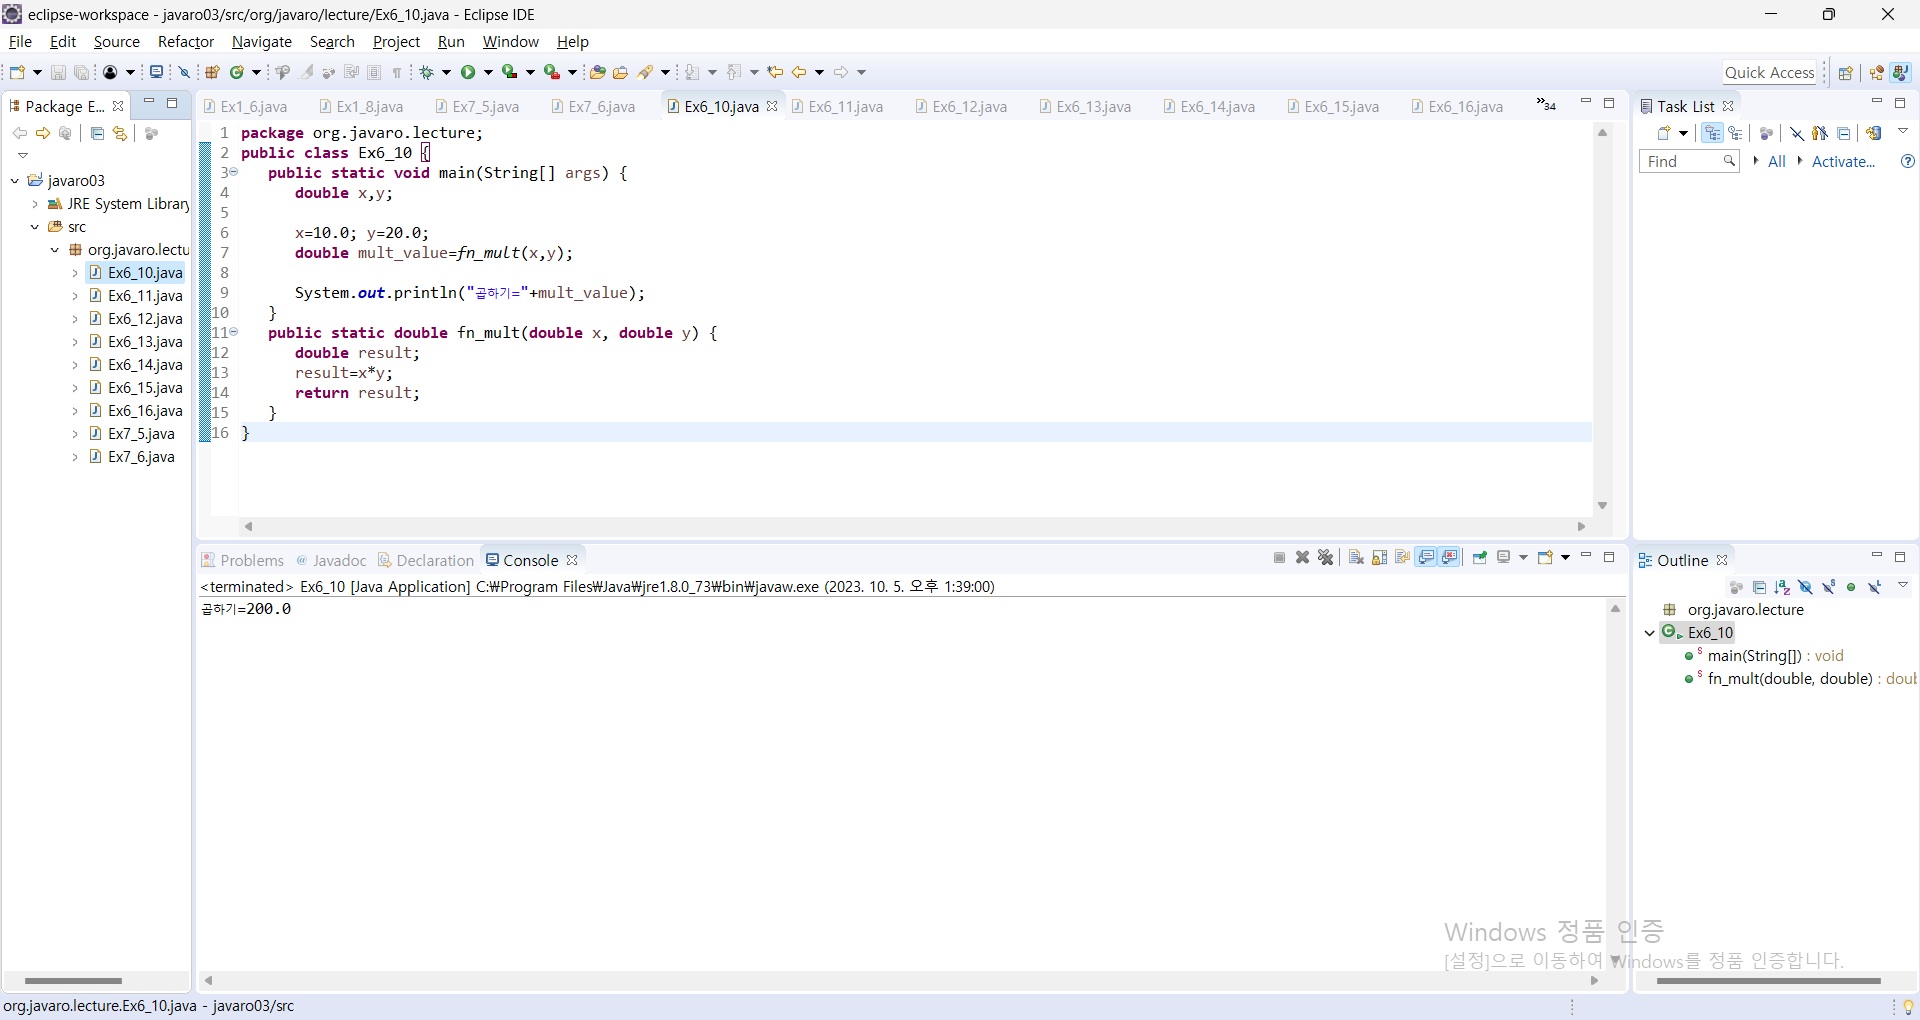 eclipse-workspace - javaro03/src/org/javaro/lecture/Ex6_10.java - Eclipse IDE
File Edit Source Refactor Navigate Search Project Run Window Help
Quick Access
Package E...
javaro03
JRE System Library
src
org.javaro.lectu
Ex6_10.java
Ex6_11.java
Ex6_12.java
Ex6_13.java
Ex6_14.java
Ex6_15.java
Ex6_16.java
Ex7_5.java
Ex7_6.java
Ex1_6.java Ex1_8.java Ex7_5.java Ex7_6.java Ex6_10.java Ex6_11.java Ex6_12.java Ex6_13.java Ex6_14.java Ex6_15.java Ex6_16.java »34
1 package org.javaro.lecture;
2 public class Ex6_10 {
3 public static void main(String[] args) {
4 double x,y;
5
6 x=10.0; y=20.0;
7 double mult_value=fn_mult(x,y);
8
9 System.out.println("곱하기="+mult_value);
10 }
11 public static double fn_mult(double x, double y) {
12 double result;
13 result=x*y;
14 return result;
15 }
16 }
Task List
Find All Activate...
Problems Javadoc Declaration Console
<terminated> Ex6_10 [Java Application] C:₩Program Files₩Java₩jre1.8.0_73₩bin₩javaw.exe (2023. 10. 5. 오후 1:39:00)
곱하기=200.0
Outline
org.javaro.lecture
Ex6_10
main(String[]) : void
fn_mult(double, double) : doul
Windows 정품 인증
[설정]으로 이동하여 Windows를 정품 인증합니다.
org.javaro.lecture.Ex6_10.java - javaro03/src